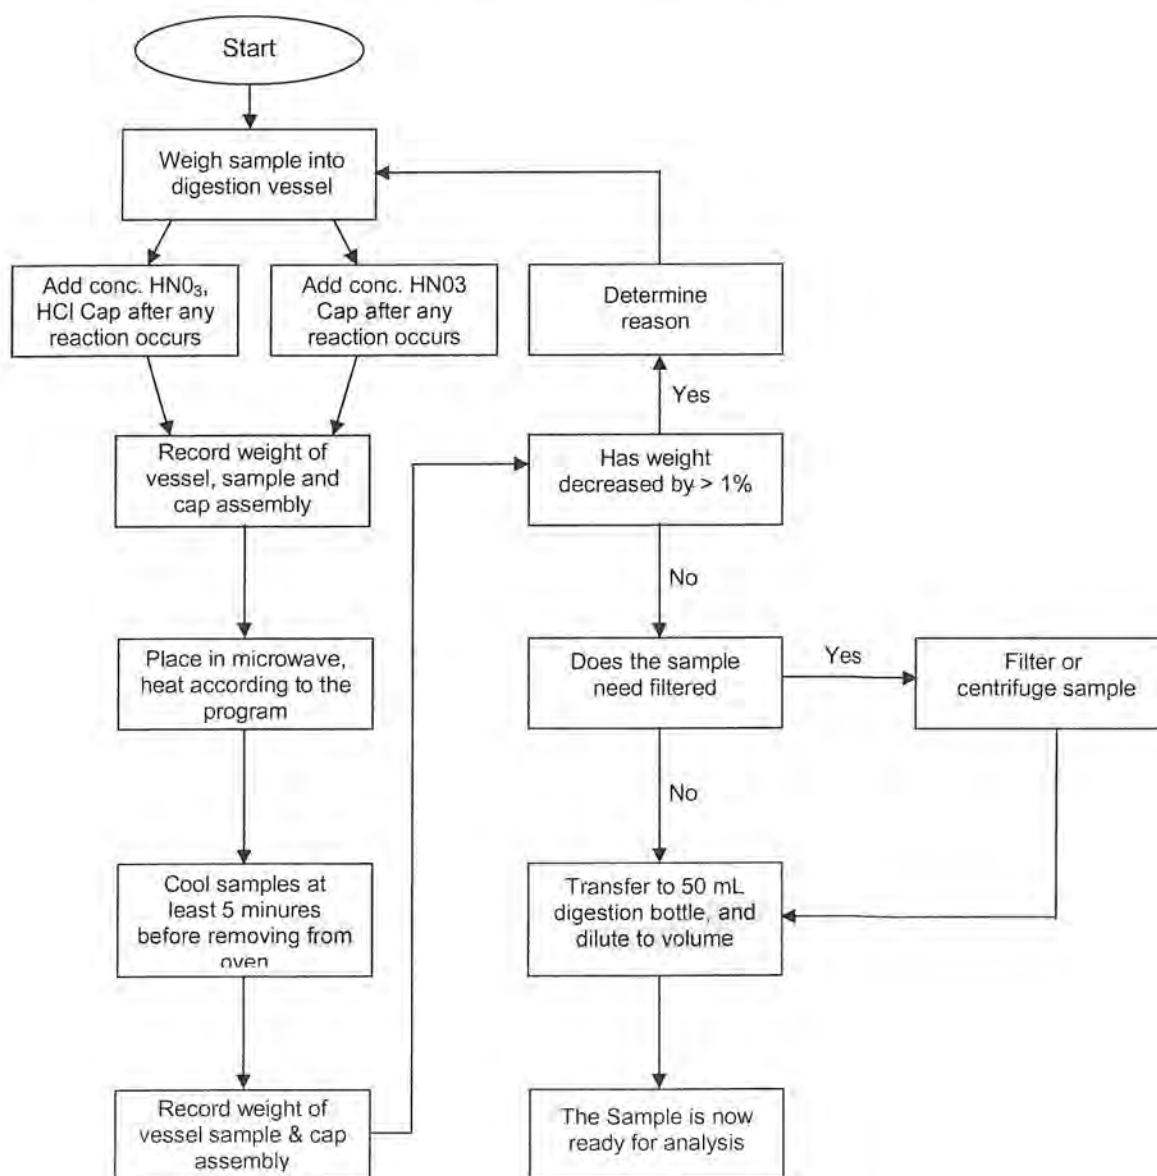 Start
Weigh sample into
digestion vessel
Add conc. HN0₃,
HCl Cap after any
reaction occurs
Add conc. HN03
Cap after any
reaction occurs
Record weight of
vessel, sample and
cap assembly
Place in microwave,
heat according to the
program
Cool samples at
least 5 minures
before removing from
oven
Record weight of
vessel sample & cap
assembly
Determine
reason
Yes
Has weight
decreased by > 1%
No
Does the sample
need filtered
Yes
Filter or
centrifuge sample
No
Transfer to 50 mL
digestion bottle, and
dilute to volume
The Sample is now
ready for analysis